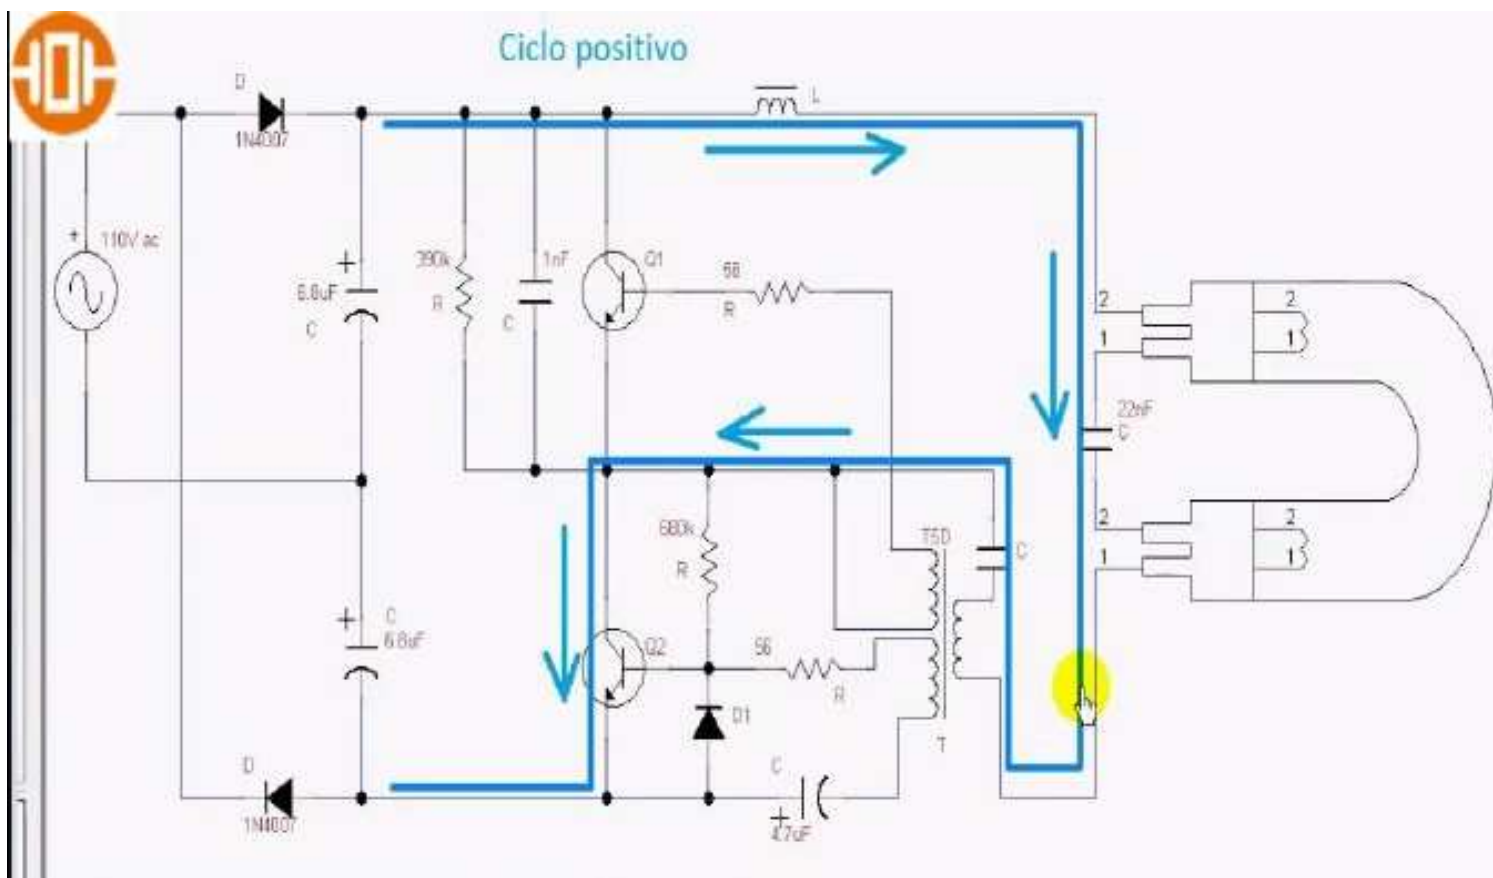 Ciclo positivo
D
1N4007
L
+
110V ac
+
6.8uF
C
390k
R
1nF
C
Q1
56
R
2
1
2
1
22nF
C
680k
R
T5D
C
2
1
2
1
+
C
6.8uF
Q2
56
R
D1
T
D
1N4007
C
+
4.7uF